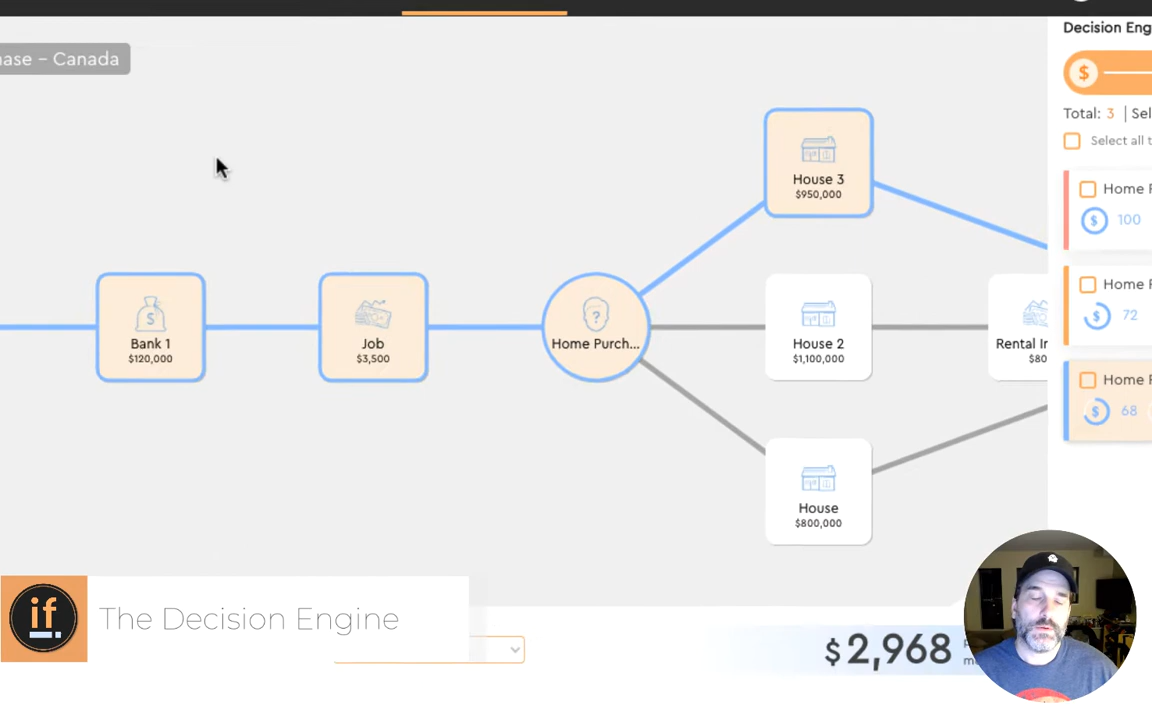 ase – Canada
Bank 1
$120,000
Job
$3,500
?
Home Purch...
House 3
$950,000
House 2
$1,100,000
House
$800,000
Rental In
$80
Decision Eng
$
Total: 3 | Sel
Select all t
Home F
$ 100
Home F
$ 72
Home F
$ 68
if
The Decision Engine
$2,968